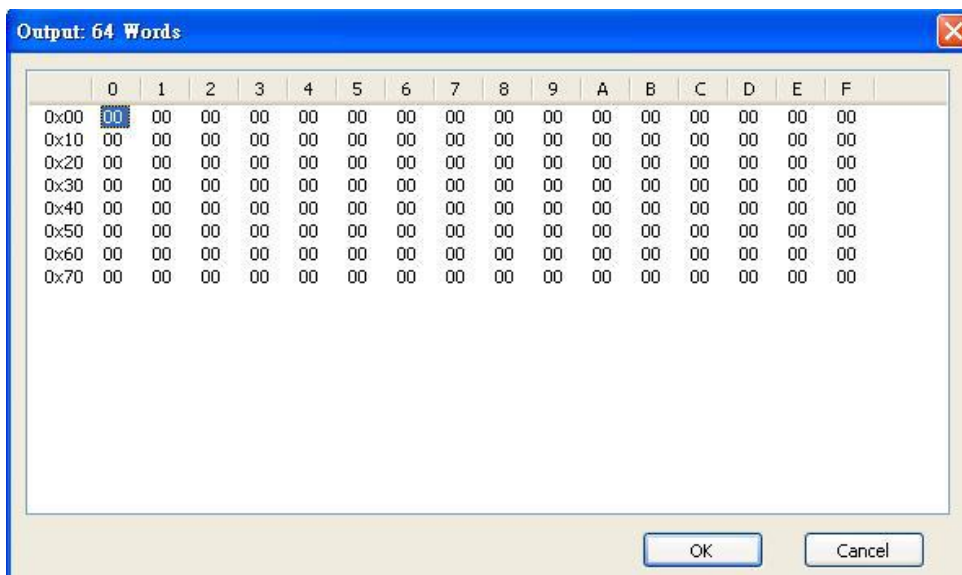 Output: 64 Words
0 1 2 3 4 5 6 7 8 9 A B C D E F
0x00 00 00 00 00 00 00 00 00 00 00 00 00 00 00 00 00
0x10 00 00 00 00 00 00 00 00 00 00 00 00 00 00 00 00
0x20 00 00 00 00 00 00 00 00 00 00 00 00 00 00 00 00
0x30 00 00 00 00 00 00 00 00 00 00 00 00 00 00 00 00
0x40 00 00 00 00 00 00 00 00 00 00 00 00 00 00 00 00
0x50 00 00 00 00 00 00 00 00 00 00 00 00 00 00 00 00
0x60 00 00 00 00 00 00 00 00 00 00 00 00 00 00 00 00
0x70 00 00 00 00 00 00 00 00 00 00 00 00 00 00 00 00
OK Cancel